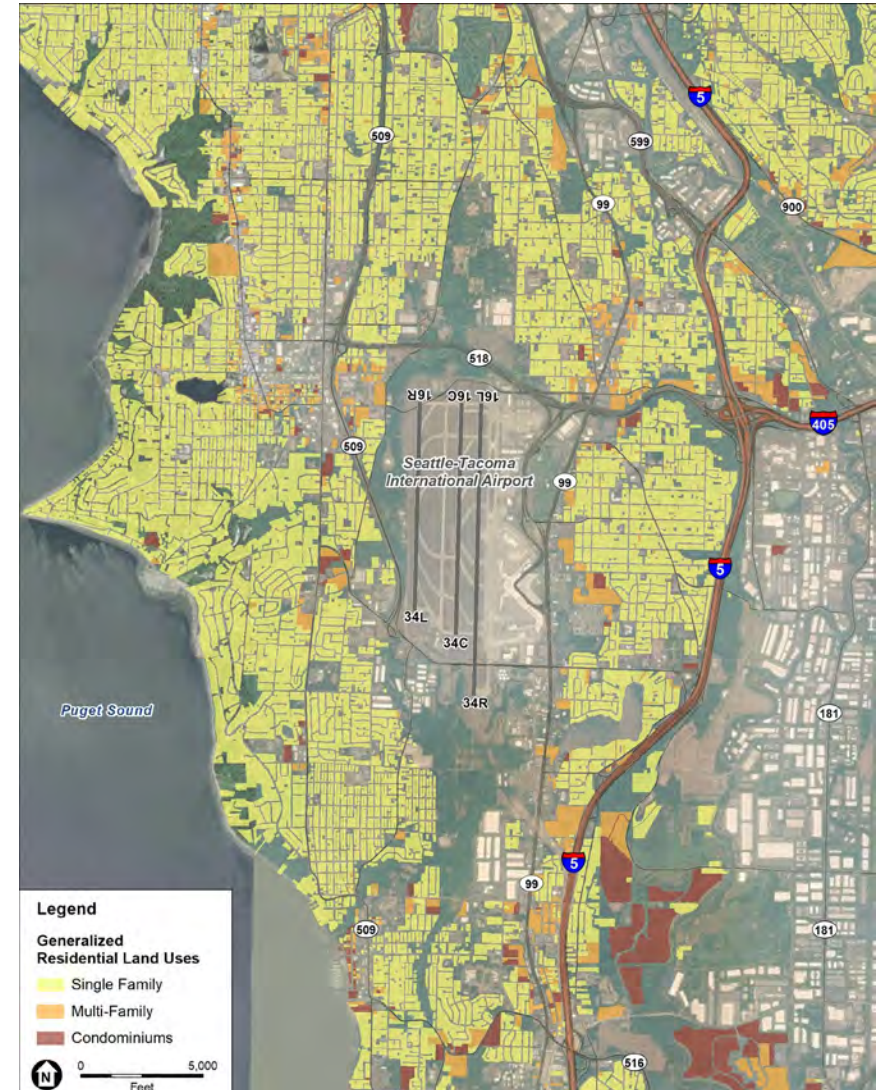 5
509
599
99
900
518
16R
16C
16L
405
509
Seattle-Tacoma
International Airport
99
5
34L
34C
34R
Puget Sound
181
5
99
509
181
516
Legend
Generalized
Residential Land Uses
Single Family
Multi-Family
Condominiums
N
0 5,000
Feet